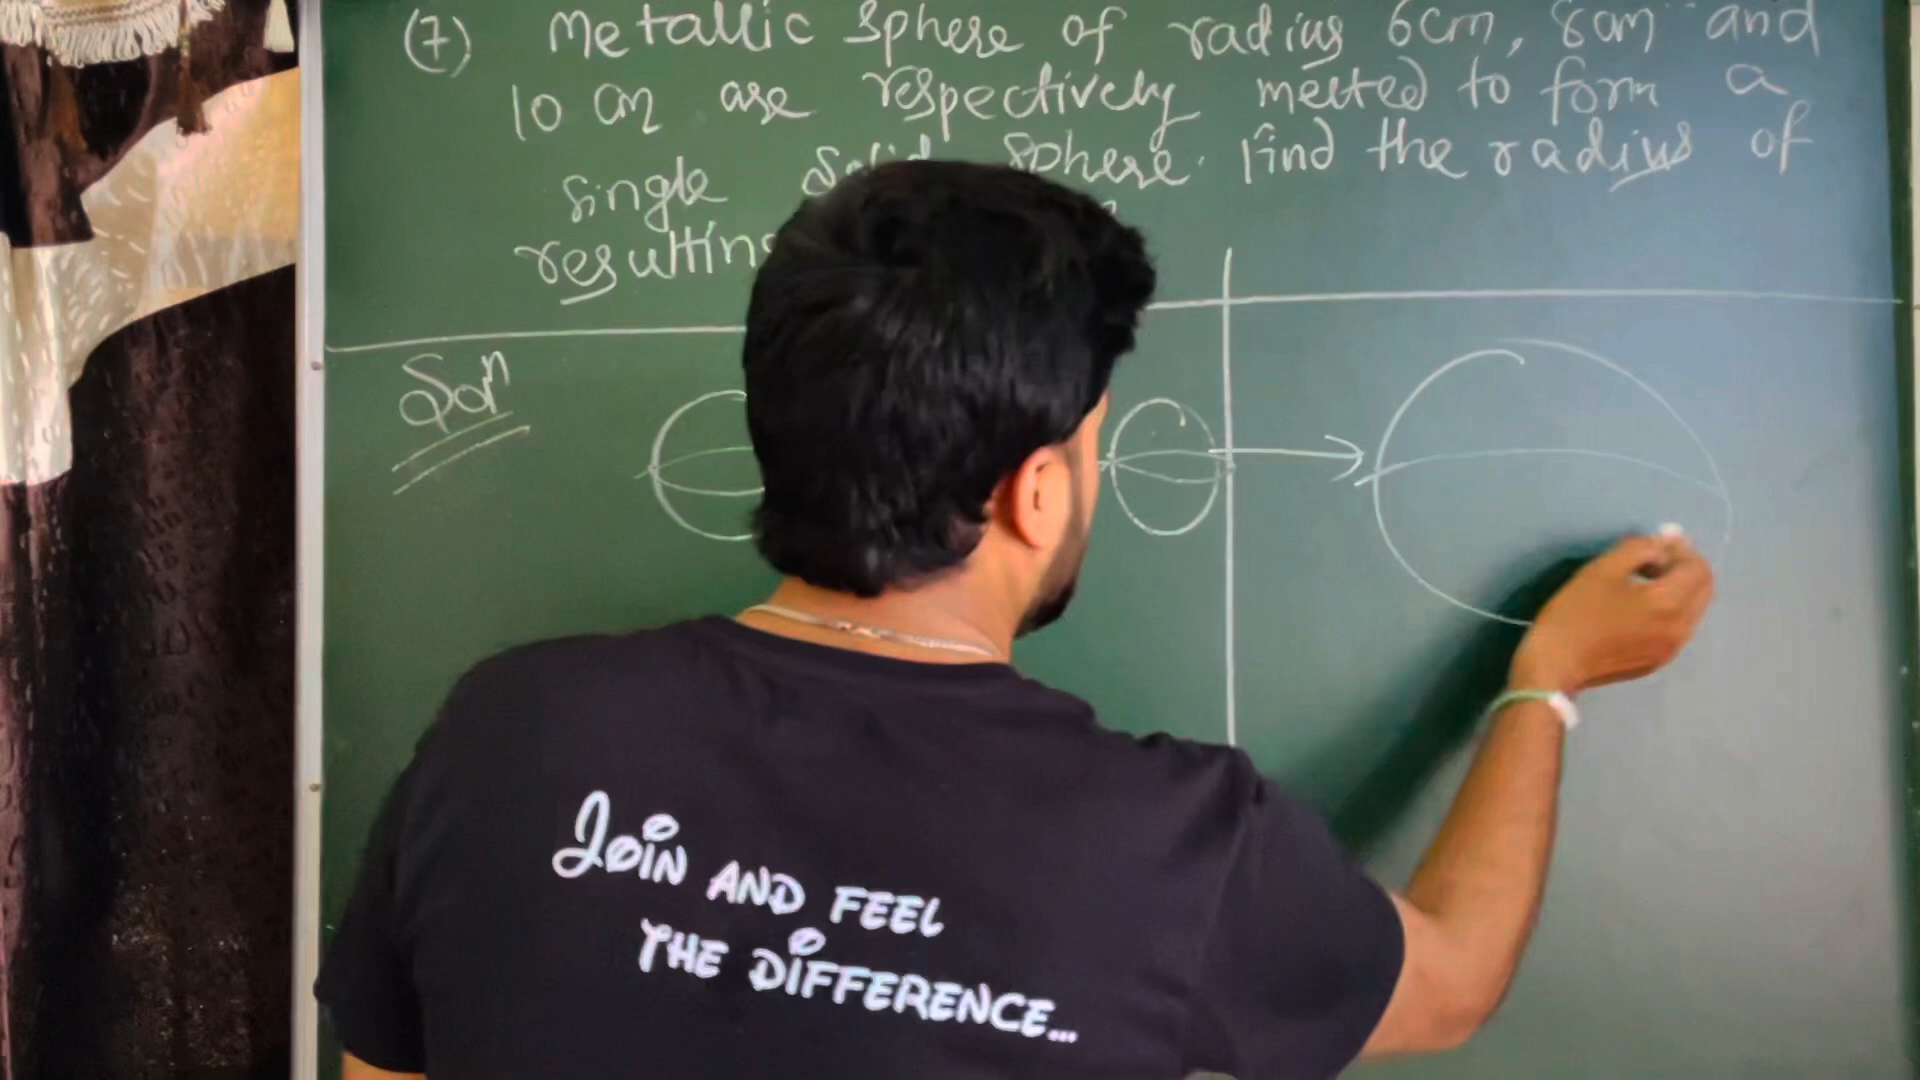 (7) Metallic sphere of radius 6cm, 8cm and
10 cm are respectively melted to form a
single solid sphere. Find the radius of
resulting
Solⁿ
Join and feel
the difference...